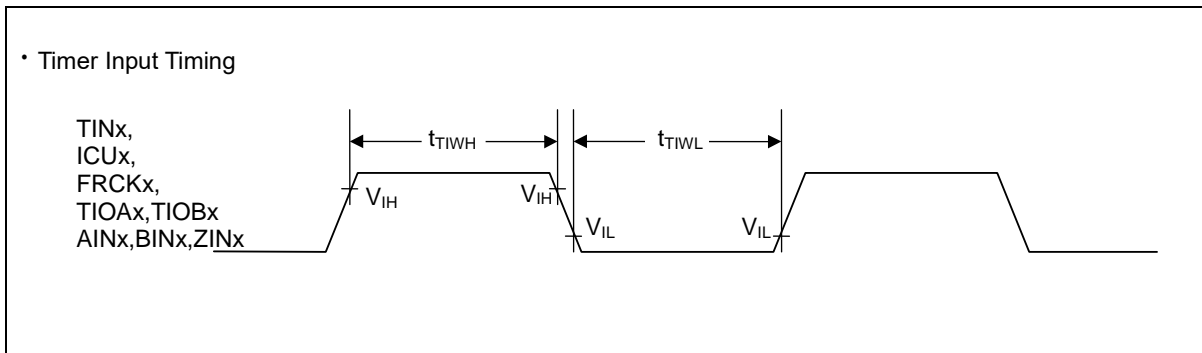 • Timer Input Timing
TINx,
ICUx,
FRCKx,
TIOAx,TIOBx
AINx,BINx,ZINx
tTIWH
tTIWL
VIH
VIH
VIL
VIL